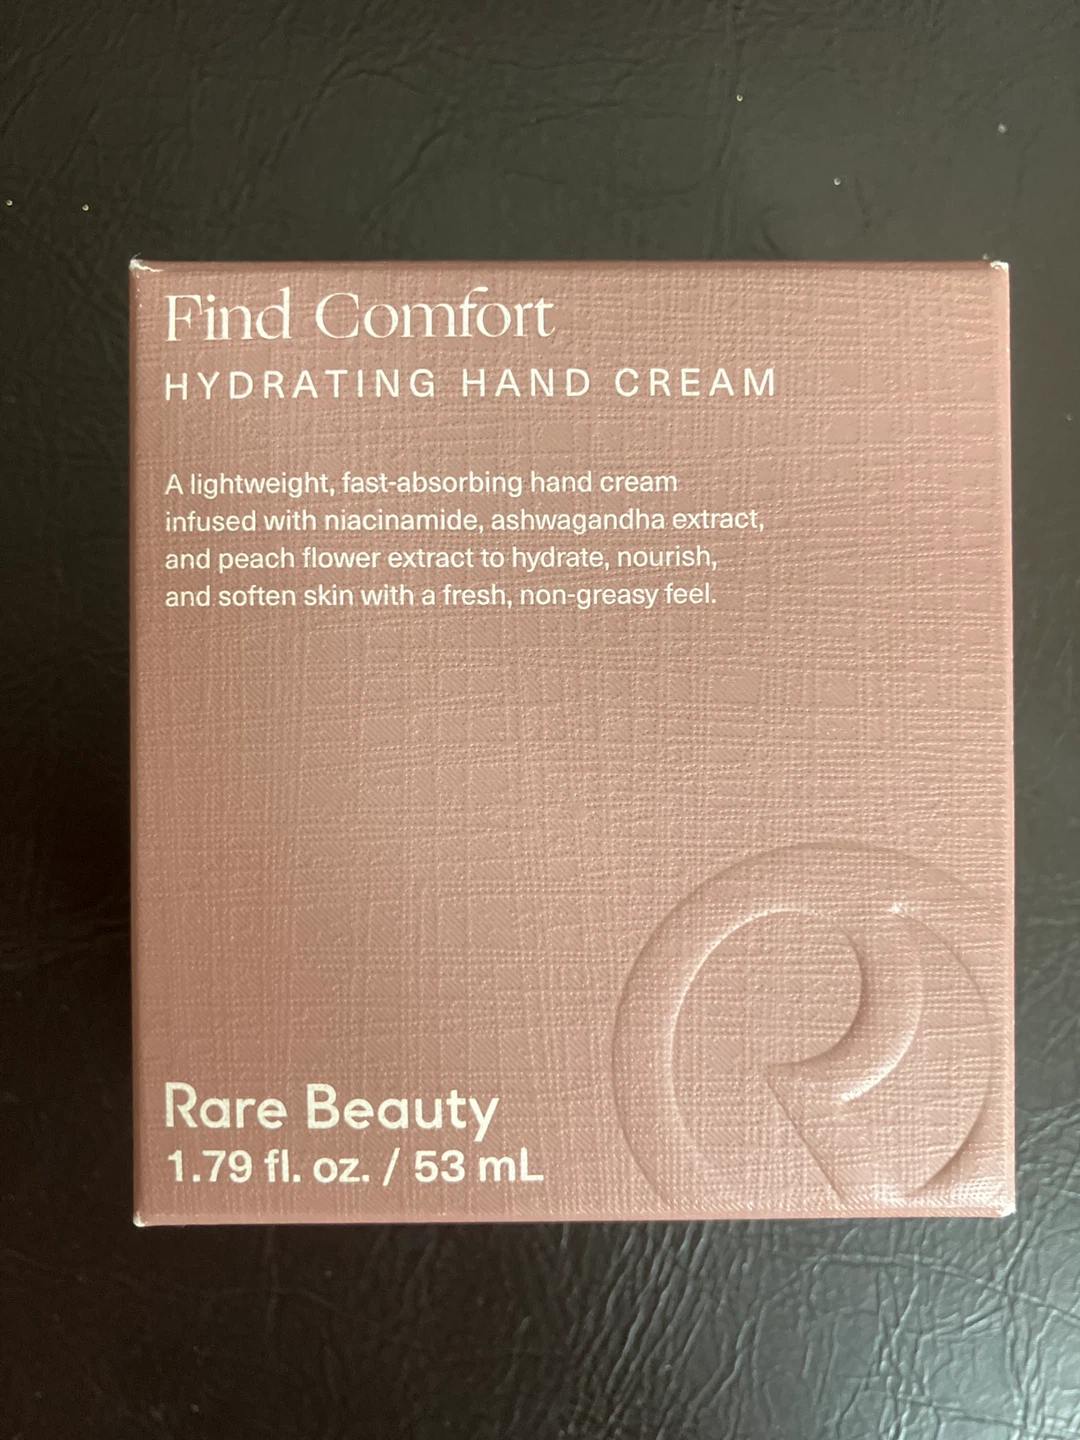 Find Comfort
HYDRATING HAND CREAM
A lightweight, fast-absorbing hand cream
infused with niacinamide, ashwagandha extract,
and peach flower extract to hydrate, nourish,
and soften skin with a fresh, non-greasy feel.
Rare Beauty
1.79 fl. oz. / 53 mL